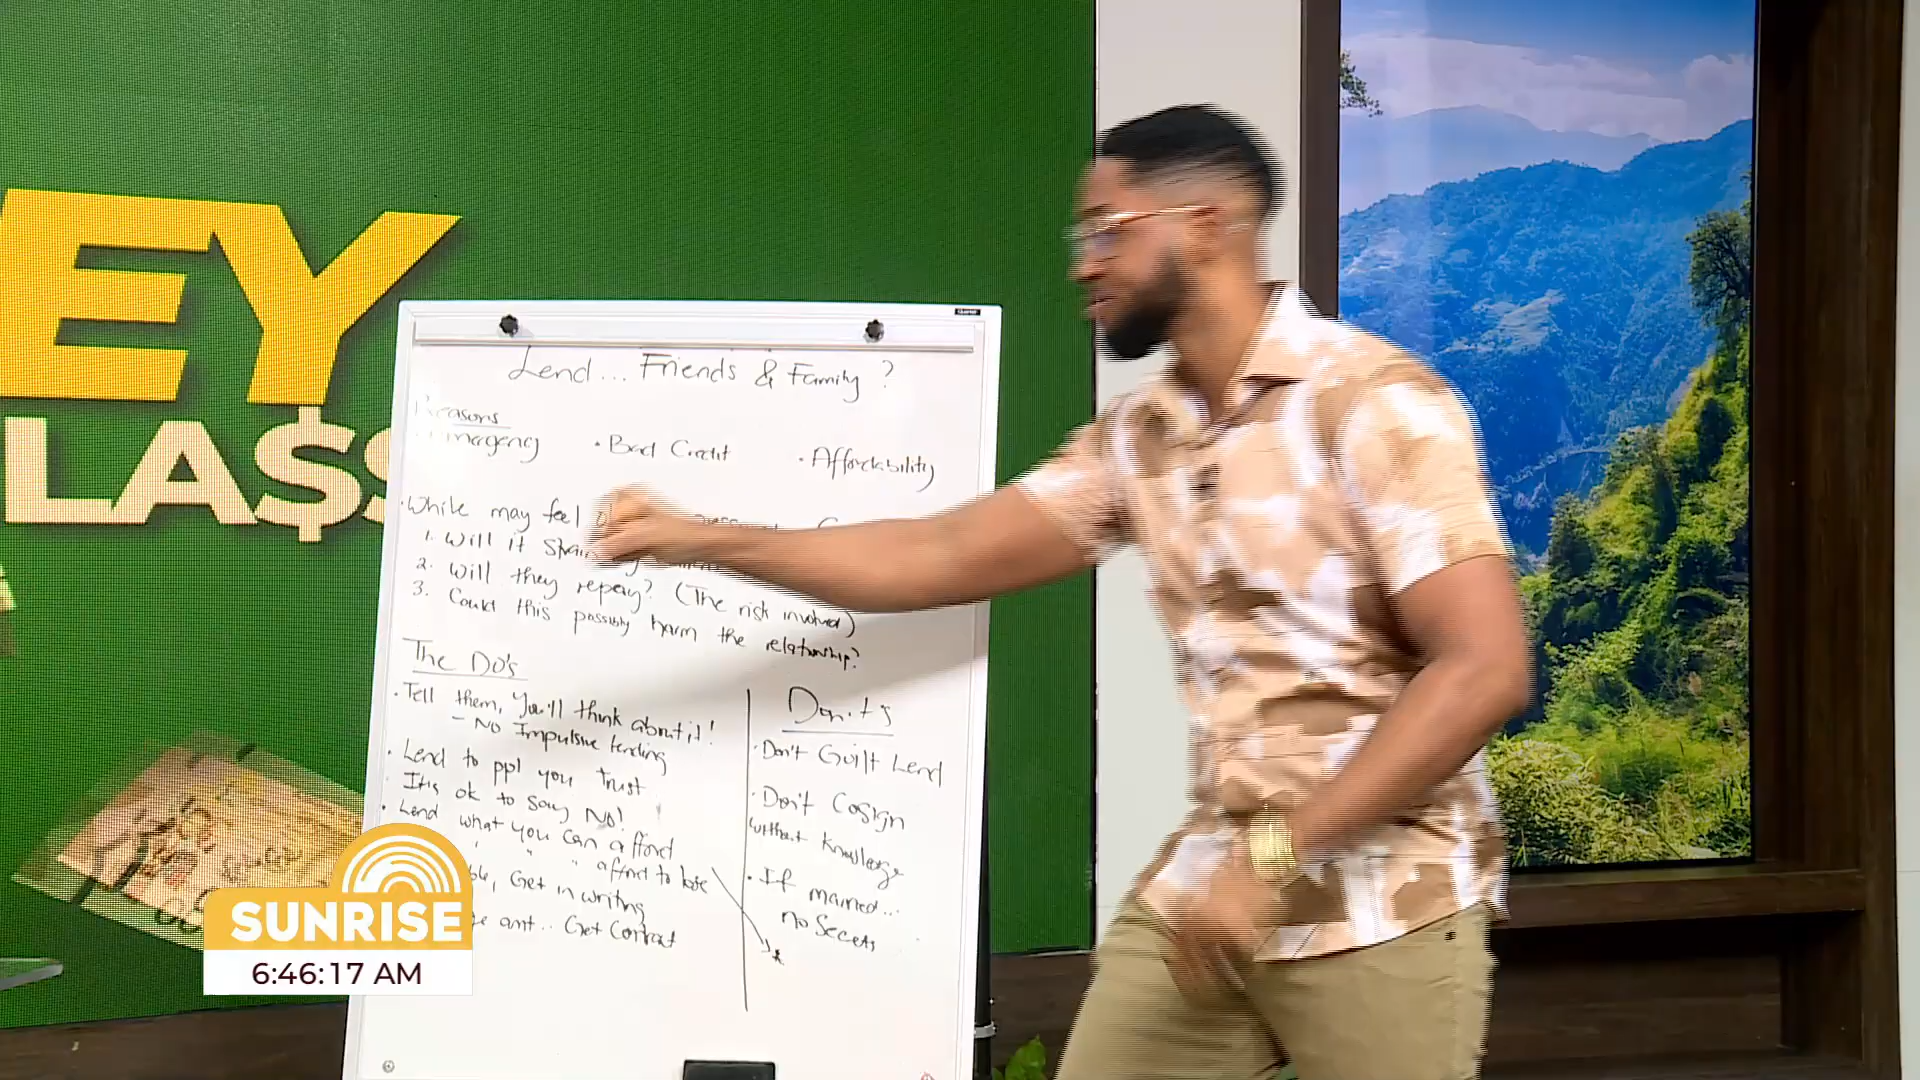 EY
LA$$
Lend... Friends & Family?
Reasons
Emergency • Bad Credit • Affordability
• While may feel
1. Will it strain
2. Will they repay? (The risk involved)
3. Could this possibly harm the relationship?
The Do's
• Tell them, You'll think about it!
- No Impulsive lending
• Lend to ppl you trust
It's ok to say No!
• Lend what you can afford
" " afford to lose
Get in writing
amt.. Get Contract
Don'ts
• Don't Guilt Lend
• Don't Cosign
without knowledge
• If married...
no Secrets
SUNRISE
6:46:17 AM